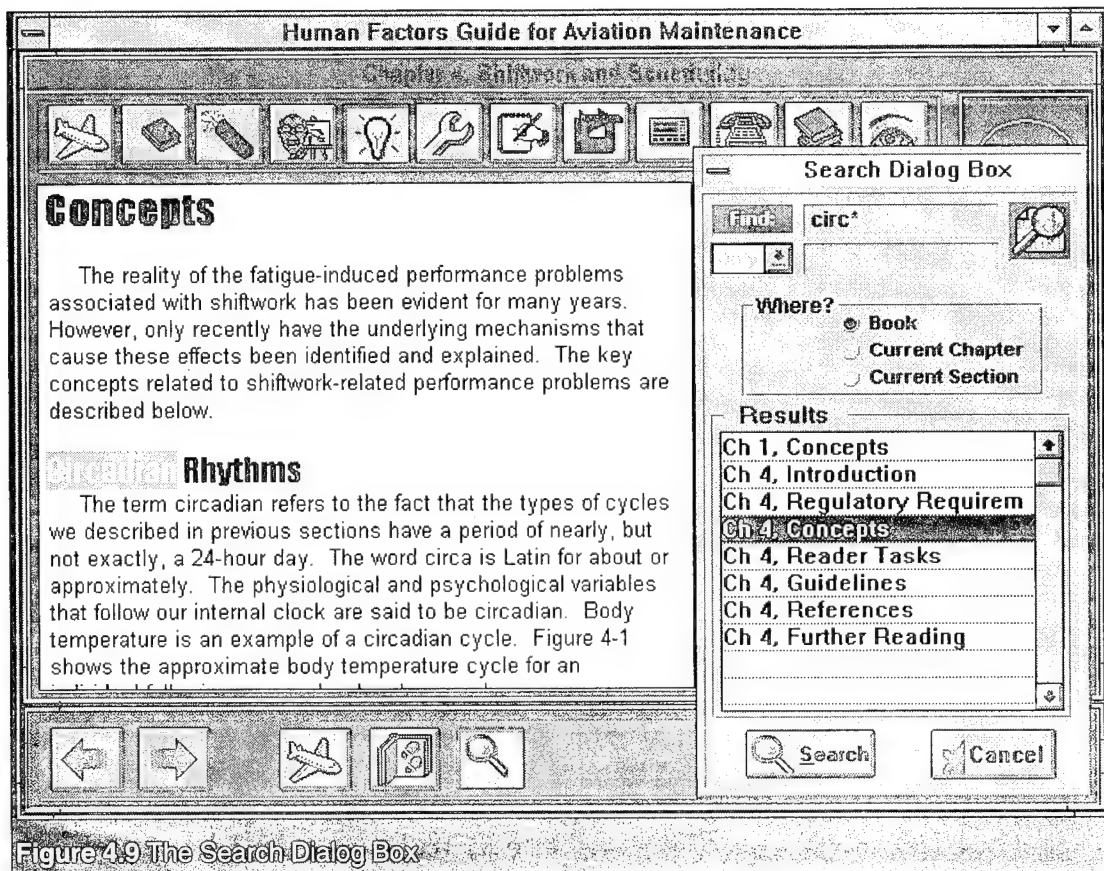 Human Factors Guide for Aviation Maintenance
Chapter 4, Shiftwork and Scheduling
Concepts
The reality of the fatigue-induced performance problems
associated with shiftwork has been evident for many years.
However, only recently have the underlying mechanisms that
cause these effects been identified and explained. The key
concepts related to shiftwork-related performance problems are
described below.
Circadian Rhythms
The term circadian refers to the fact that the types of cycles
we described in previous sections have a period of nearly, but
not exactly, a 24-hour day. The word circa is Latin for about or
approximately. The physiological and psychological variables
that follow our internal clock are said to be circadian. Body
temperature is an example of a circadian cycle. Figure 4-1
shows the approximate body temperature cycle for an
Search Dialog Box
Find: circ*
Where?
Book
Current Chapter
Current Section
Results
Ch 1, Concepts
Ch 4, Introduction
Ch 4, Regulatory Requirem
Ch 4, Concepts
Ch 4, Reader Tasks
Ch 4, Guidelines
Ch 4, References
Ch 4, Further Reading
Search
Cancel
Figure 4.9 The Search Dialog Box